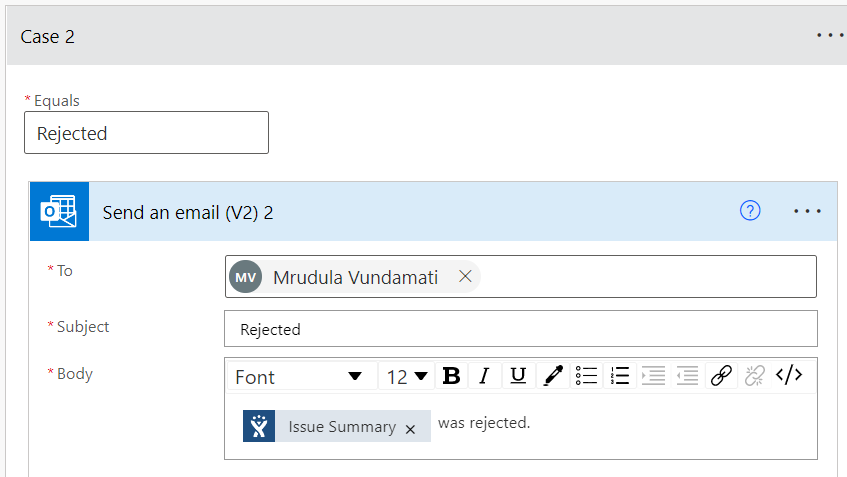 Case 2
* Equals
Rejected
Send an email (V2) 2
* To
MV Mrudula Vundamati
* Subject
Rejected
* Body
Font 12 B I U
Issue Summary was rejected.